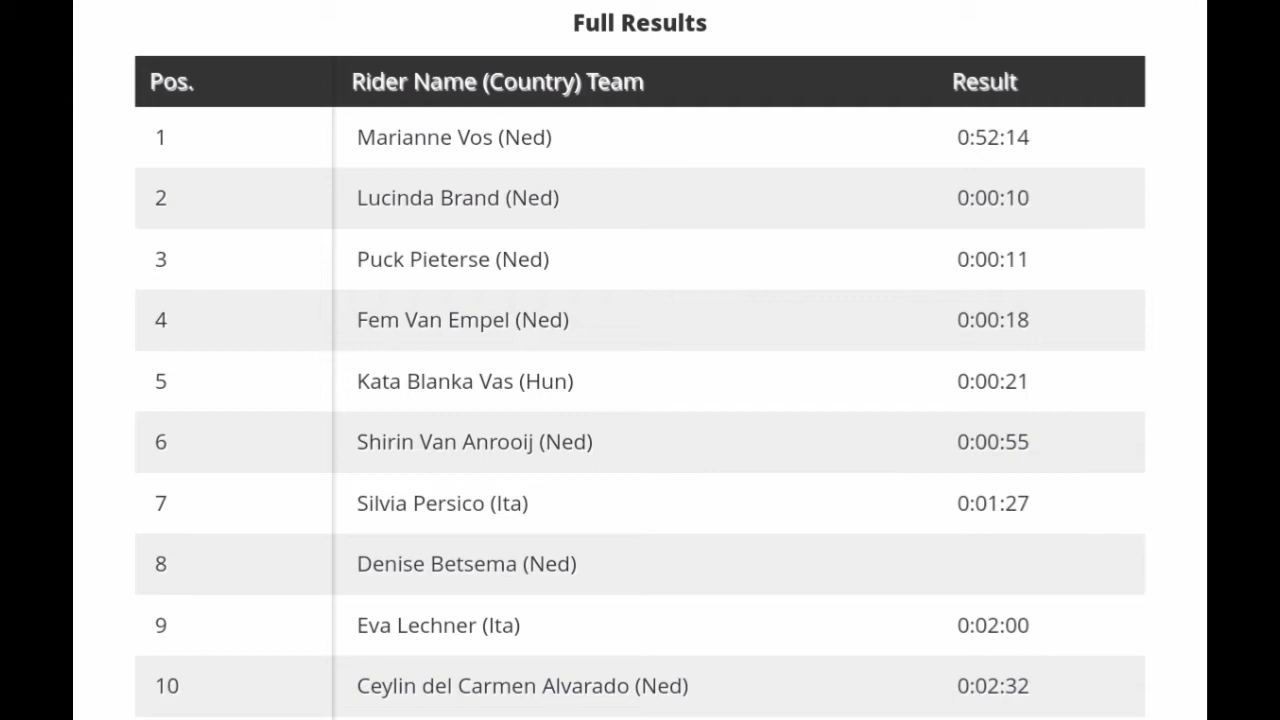 Full Results
Pos. Rider Name (Country) Team Result
1 Marianne Vos (Ned) 0:52:14
2 Lucinda Brand (Ned) 0:00:10
3 Puck Pieterse (Ned) 0:00:11
4 Fem Van Empel (Ned) 0:00:18
5 Kata Blanka Vas (Hun) 0:00:21
6 Shirin Van Anrooij (Ned) 0:00:55
7 Silvia Persico (Ita) 0:01:27
8 Denise Betsema (Ned)
9 Eva Lechner (Ita) 0:02:00
10 Ceylin del Carmen Alvarado (Ned) 0:02:32